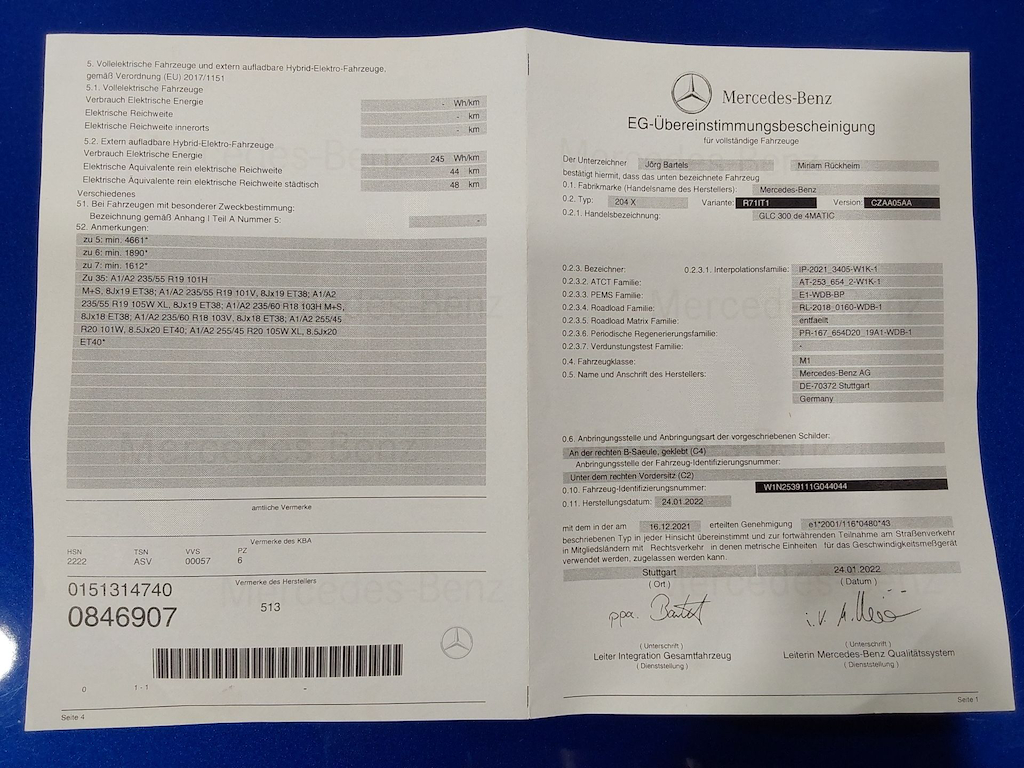 5. Vollelektrische Fahrzeuge und extern aufladbare Hybrid-Elektro-Fahrzeuge.
gemäß Verordnung (EU) 2017/1151
5.1. Vollelektrische Fahrzeuge
Verbrauch Elektrische Energie - Wh/km
Elektrische Reichweite - km
Elektrische Reichweite innerorts - km
5.2. Extern aufladbare Hybrid-Elektro-Fahrzeuge
Verbrauch Elektrische Energie 245 Wh/km
Elektrische Äquivalente rein elektrische Reichweite 44 km
Elektrische Äquivalente rein elektrische Reichweite städtisch 48 km
Verschiedenes
51. Bei Fahrzeugen mit besonderer Zweckbestimmung:
Bezeichnung gemäß Anhang I Teil A Nummer 5: -
52. Anmerkungen:
zu 5: min. 4661*
zu 6: min. 1890*
zu 7: min. 1612*
Zu 35: A1/A2 235/55 R19 101H
M+S, 8Jx19 ET38; A1/A2 235/55 R19 101V, 8Jx19 ET38; A1/A2
235/55 R19 105W XL, 8Jx19 ET38; A1/A2 235/60 R18 103H M+S,
8Jx18 ET38; A1/A2 235/60 R18 103V, 8Jx18 ET38; A1/A2 255/45
R20 101W, 8.5Jx20 ET40; A1/A2 255/45 R20 105W XL, 8.5Jx20
ET40*
Mercedes-Benz
amtliche Vermerke
Vermerke des KBA
HSN TSN VVS PZ
2222 ASV 00057 6
Vermerke des Herstellers
0151314740
0846907 513
0 1 - 1 -
Seite 4
Mercedes-Benz
EG-Übereinstimmungsbescheinigung
für vollständige Fahrzeuge
Der Unterzeichner Jörg Bartels Miriam Rückheim
bestätigt hiermit, dass das unten bezeichnete Fahrzeug
0.1. Fabrikmarke (Handelsname des Herstellers): Mercedes-Benz
0.2. Typ: 204 X Variante: R71IT1 Version: CZAA05AA
0.2.1. Handelsbezeichnung: GLC 300 de 4MATIC
0.2.3. Bezeichner: 0.2.3.1. Interpolationsfamilie: IP-2021_3405-W1K-1
0.2.3.2. ATCT Familie: AT-253_654_2-W1K-1
0.2.3.3. PEMS Familie: E1-WDB-BP
0.2.3.4. Roadload Familie: RL-2018_0160-WDB-1
0.2.3.5. Roadload Matrix Familie: entfaellt
0.2.3.6. Periodische Regenerierungsfamilie: PR-167_654D20_19A1-WDB-1
0.2.3.7. Verdunstungstest Familie: -
0.4. Fahrzeugklasse: M1
0.5. Name und Anschrift des Herstellers: Mercedes-Benz AG
DE-70372 Stuttgart
Germany
0.6. Anbringungsstelle und Anbringungsart der vorgeschriebenen Schilder:
An der rechten B-Saeule, geklebt (C4)
Anbringungsstelle der Fahrzeug-Identifizierungsnummer:
Unter dem rechten Vordersitz (C2)
0.10. Fahrzeug-Identifizierungsnummer: W1N2539111G044044
0.11. Herstellungsdatum: 24.01.2022
mit dem in der am 16.12.2021 erteilten Genehmigung e1*2001/116*0480*43
beschriebenen Typ in jeder Hinsicht übereinstimmt und zur fortwährenden Teilnahme am Straßenverkehr
in Mitgliedsländern mit Rechtsverkehr in denen metrische Einheiten für das Geschwindigkeitsmeßgerät
verwendet werden, zugelassen werden kann.
Stuttgart 24.01.2022
( Ort ) ( Datum )
ppa. Bartels i.V. M.
( Unterschrift ) ( Unterschrift )
Leiter Integration Gesamtfahrzeug Leiterin Mercedes-Benz Qualitätssystem
( Dienststellung ) ( Dienststellung )
Seite 1